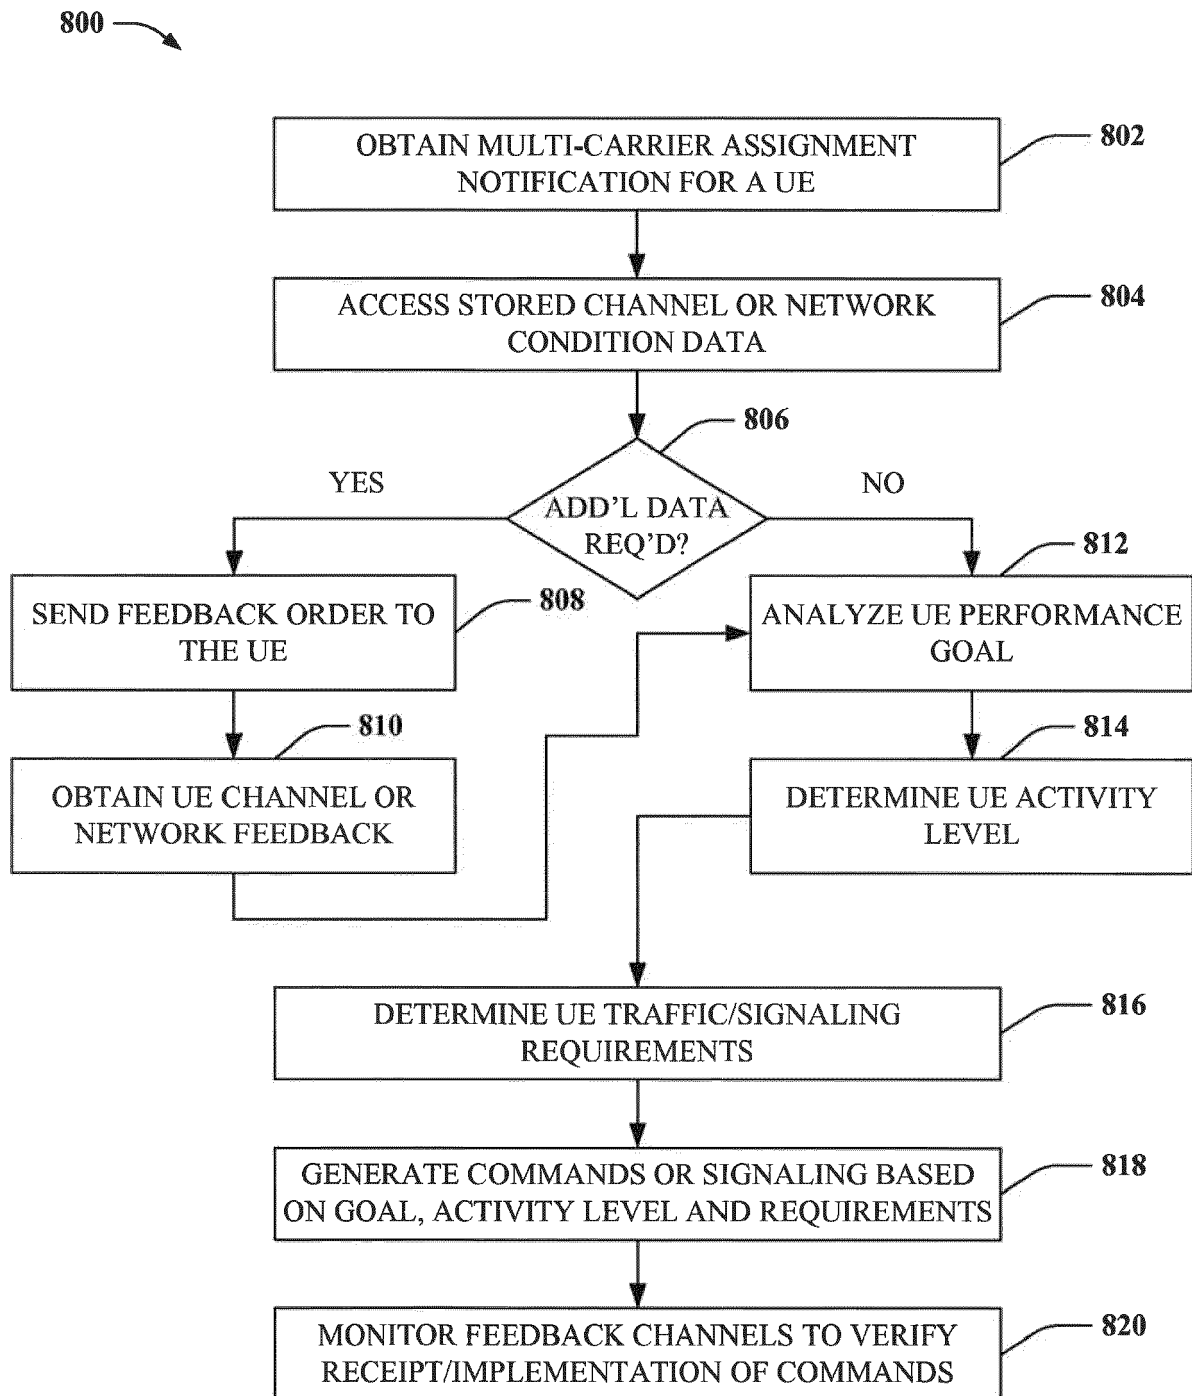 800
OBTAIN MULTI-CARRIER ASSIGNMENT
NOTIFICATION FOR A UE
802
ACCESS STORED CHANNEL OR NETWORK
CONDITION DATA
804
806
YES
NO
ADD'L DATA
REQ'D?
SEND FEEDBACK ORDER TO
THE UE
808
812
ANALYZE UE PERFORMANCE
GOAL
810
OBTAIN UE CHANNEL OR
NETWORK FEEDBACK
814
DETERMINE UE ACTIVITY
LEVEL
DETERMINE UE TRAFFIC/SIGNALING
REQUIREMENTS
816
GENERATE COMMANDS OR SIGNALING BASED
ON GOAL, ACTIVITY LEVEL AND REQUIREMENTS
818
MONITOR FEEDBACK CHANNELS TO VERIFY
RECEIPT/IMPLEMENTATION OF COMMANDS
820